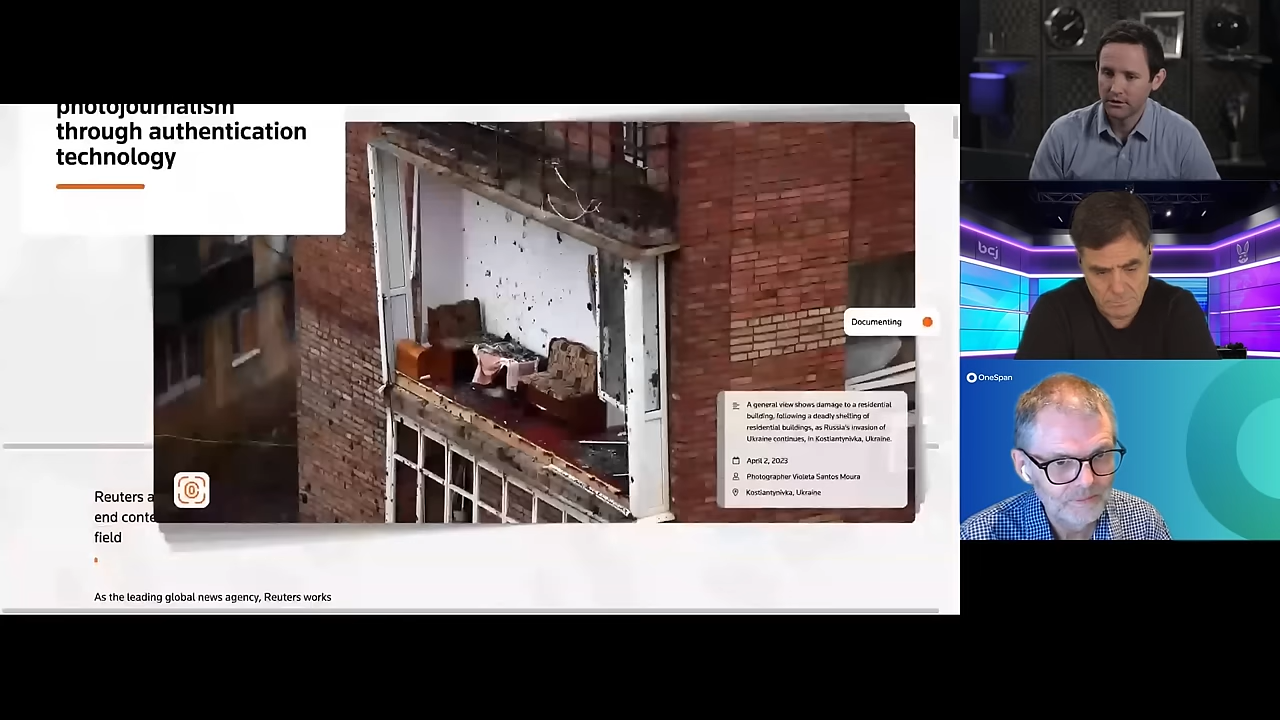 photojournalism
through authentication
technology
Documenting
A general view shows damage to a residential
building, following a deadly shelling of
residential buildings, as Russia's invasion of
Ukraine continues, in Kostiantynivka, Ukraine.
April 2, 2023
Photographer Violeta Santos Moura
Kostiantynivka, Ukraine
Reuters a
end conte
field
As the leading global news agency, Reuters works
bcj
OneSpan